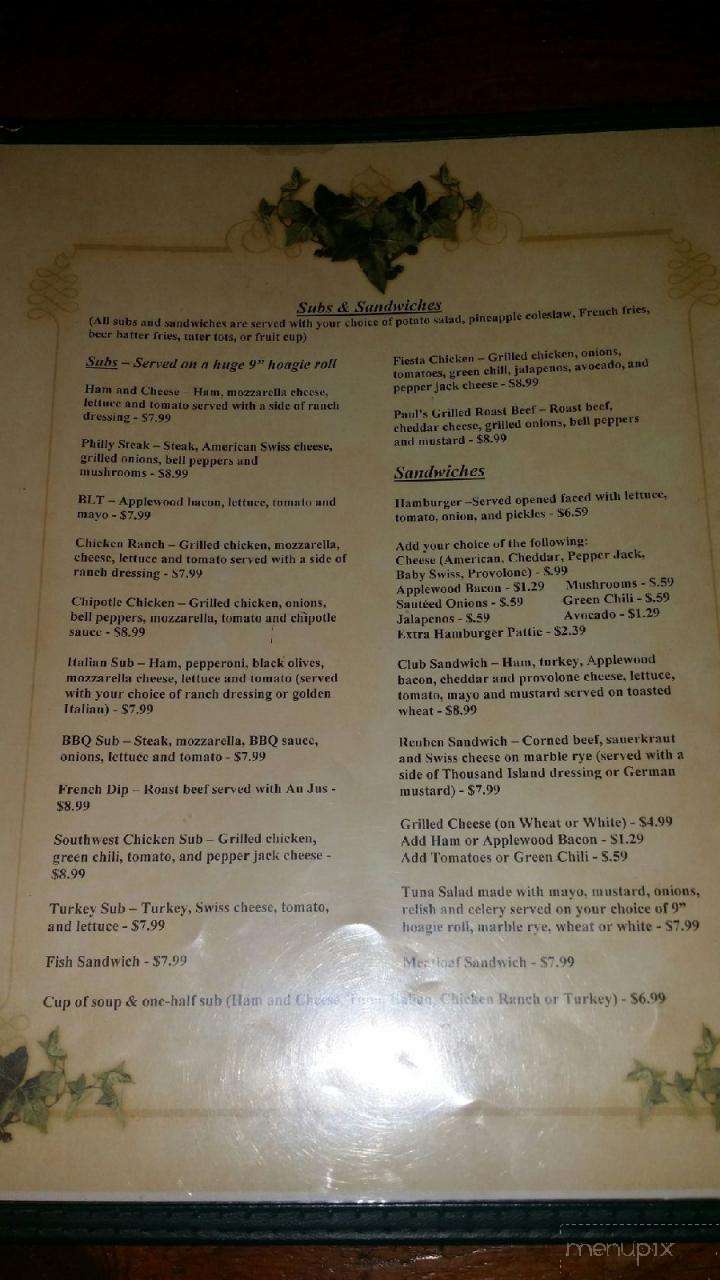 Subs & Sandwiches
(All subs and sandwiches are served with your choice of potato salad, pineapple coleslaw, French fries,
beer batter fries, tater tots, or fruit cup)
Subs – Served on a huge 9" hoagie roll
Ham and Cheese – Ham, mozzarella cheese,
lettuce and tomato served with a side of ranch
dressing - $7.99
Philly Steak – Steak, American Swiss cheese,
grilled onions, bell peppers and
mushrooms - $8.99
BLT – Applewood bacon, lettuce, tomato and
mayo - $7.99
Chicken Ranch – Grilled chicken, mozzarella,
cheese, lettuce and tomato served with a side of
ranch dressing - $7.99
Chipotle Chicken – Grilled chicken, onions,
bell peppers, mozzarella, tomato and chipotle
sauce - $8.99
Italian Sub – Ham, pepperoni, black olives,
mozzarella cheese, lettuce and tomato (served
with your choice of ranch dressing or golden
Italian) - $7.99
BBQ Sub – Steak, mozzarella, BBQ sauce,
onions, lettuce and tomato - $7.99
French Dip – Roast beef served with Au Jus -
$8.99
Southwest Chicken Sub – Grilled chicken,
green chili, tomato, and pepper jack cheese -
$8.99
Turkey Sub – Turkey, Swiss cheese, tomato,
and lettuce - $7.99
Fish Sandwich - $7.99
Fiesta Chicken – Grilled chicken, onions,
tomatoes, green chili, jalapenos, avocado, and
pepper jack cheese - $8.99
Paul's Grilled Roast Beef – Roast beef,
cheddar cheese, grilled onions, bell peppers
and mustard - $8.99
Sandwiches
Hamburger –Served opened faced with lettuce,
tomato, onion, and pickles - $6.59
Add your choice of the following:
Cheese (American, Cheddar, Pepper Jack,
Baby Swiss, Provolone) - $.99
Applewood Bacon - $1.29 Mushrooms - $.59
Sautéed Onions - $.59 Green Chili - $.59
Jalapenos - $.59 Avocado - $1.29
Extra Hamburger Pattie - $2.39
Club Sandwich – Ham, turkey, Applewood
bacon, cheddar and provolone cheese, lettuce,
tomato, mayo and mustard served on toasted
wheat - $8.99
Reuben Sandwich – Corned beef, sauerkraut
and Swiss cheese on marble rye (served with a
side of Thousand Island dressing or German
mustard) - $7.99
Grilled Cheese (on Wheat or White) - $4.99
Add Ham or Applewood Bacon - $1.29
Add Tomatoes or Green Chili - $.59
Tuna Salad made with mayo, mustard, onions,
relish and celery served on your choice of 9"
hoagie roll, marble rye, wheat or white - $7.99
Meatloaf Sandwich - $7.99
Cup of soup & one-half sub (Ham and Cheese, Italian, Chicken Ranch or Turkey) - $6.99
menupix